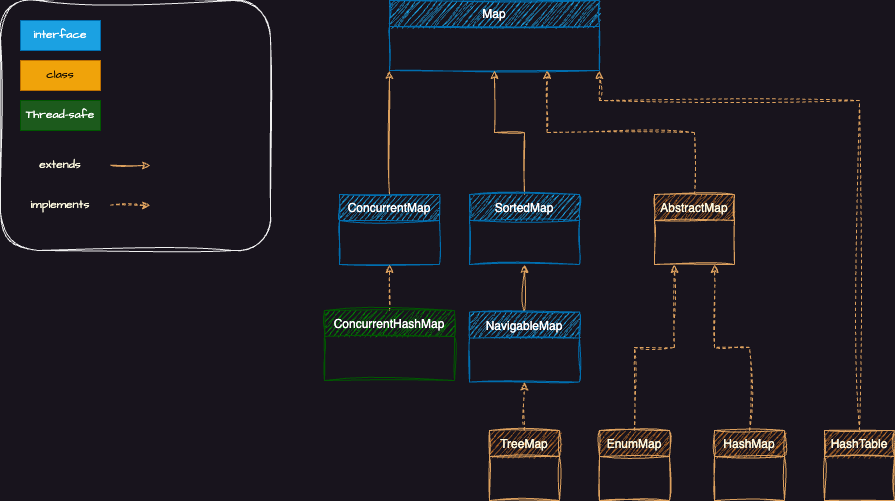 Map
interface
class
Thread-safe
extends
implements
ConcurrentMap
SortedMap
AbstractMap
ConcurrentHashMap
NavigableMap
TreeMap
EnumMap
HashMap
HashTable